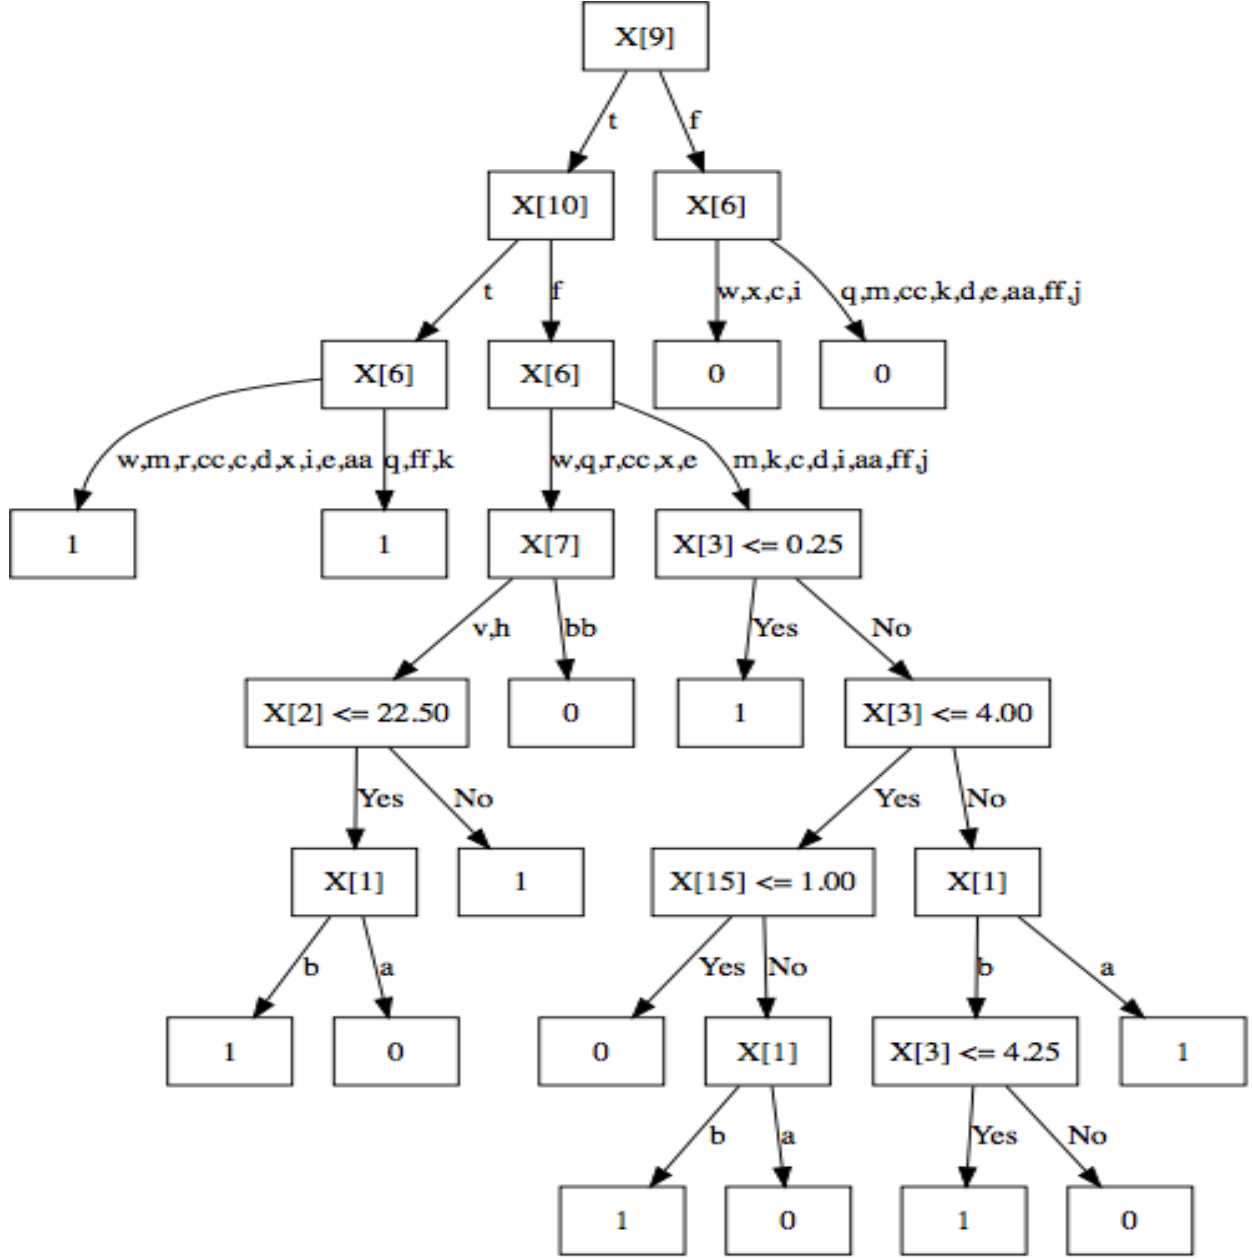 X[9]
t
f
X[10]
X[6]
t
f
w,x,c,i
q,m,cc,k,d,e,aa,ff,j
X[6]
X[6]
0
0
w,m,r,cc,c,d,x,i,e,aa
q,ff,k
w,q,r,cc,x,e
m,k,c,d,i,aa,ff,j
1
1
X[7]
X[3] <= 0.25
v,h
bb
Yes
No
X[2] <= 22.50
0
1
X[3] <= 4.00
Yes
No
Yes
No
X[1]
1
X[15] <= 1.00
X[1]
b
a
Yes
No
b
a
1
0
0
X[1]
X[3] <= 4.25
1
b
a
Yes
No
1
0
1
0